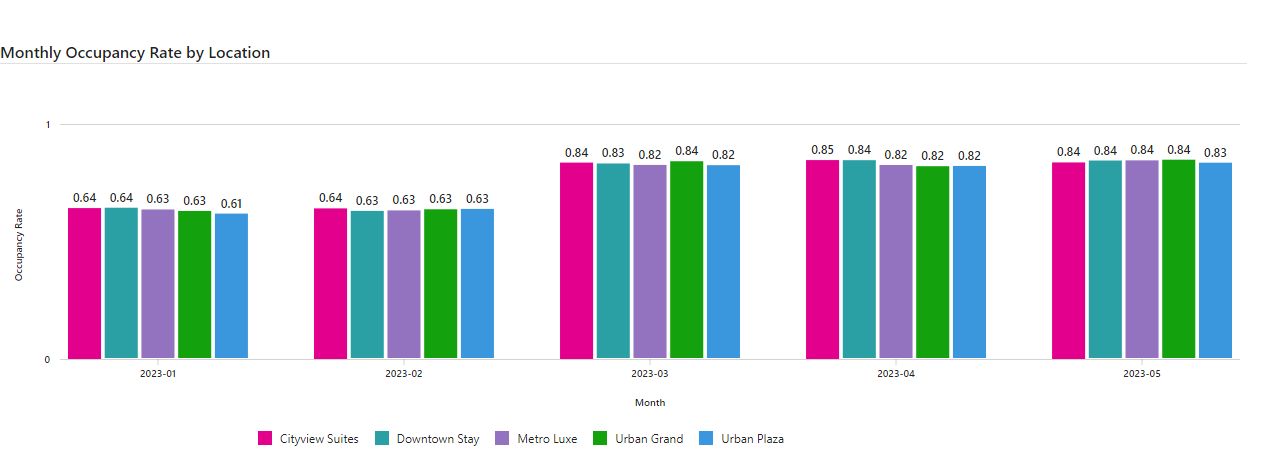 Monthly Occupancy Rate by Location
1
0.64 0.64 0.63 0.63 0.61
0.64 0.63 0.63 0.63 0.63
0.84 0.83 0.82 0.84 0.82
0.85 0.84 0.82 0.82 0.82
0.84 0.84 0.84 0.84 0.83
Occupancy Rate
0
2023-01 2023-02 2023-03 2023-04 2023-05
Month
Cityview Suites Downtown Stay Metro Luxe Urban Grand Urban Plaza